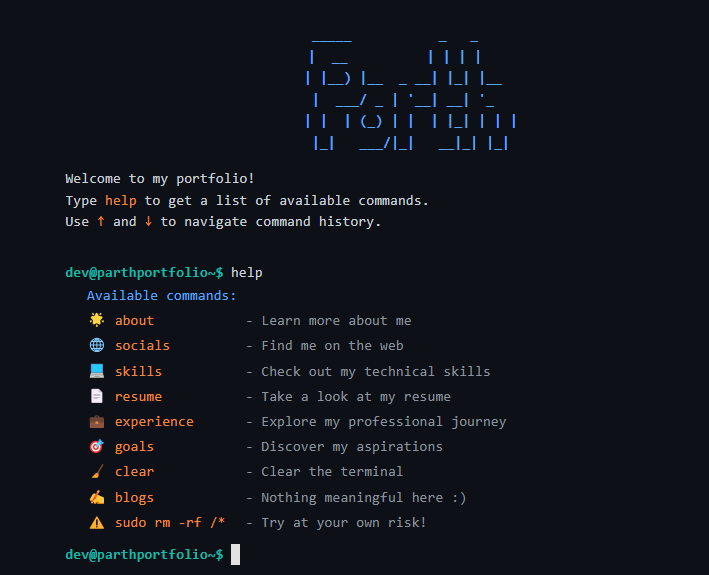 _____           _   _
|  __          | | | |
| |__) |__  _ __| |_| |__
|  ___/ _ | '__| __| '_
| |  | (_) | |  | |_| | | |
|_|   ___/|_|   __|_| |_|
Welcome to my portfolio!
Type help to get a list of available commands.
Use ↑ and ↓ to navigate command history.
dev@parthportfolio~$ help
Available commands:
🌟 about - Learn more about me
🌐 socials - Find me on the web
💻 skills - Check out my technical skills
📄 resume - Take a look at my resume
💼 experience - Explore my professional journey
🎯 goals - Discover my aspirations
🧹 clear - Clear the terminal
✍️ blogs - Nothing meaningful here :)
⚠️ sudo rm -rf /* - Try at your own risk!
dev@parthportfolio~$